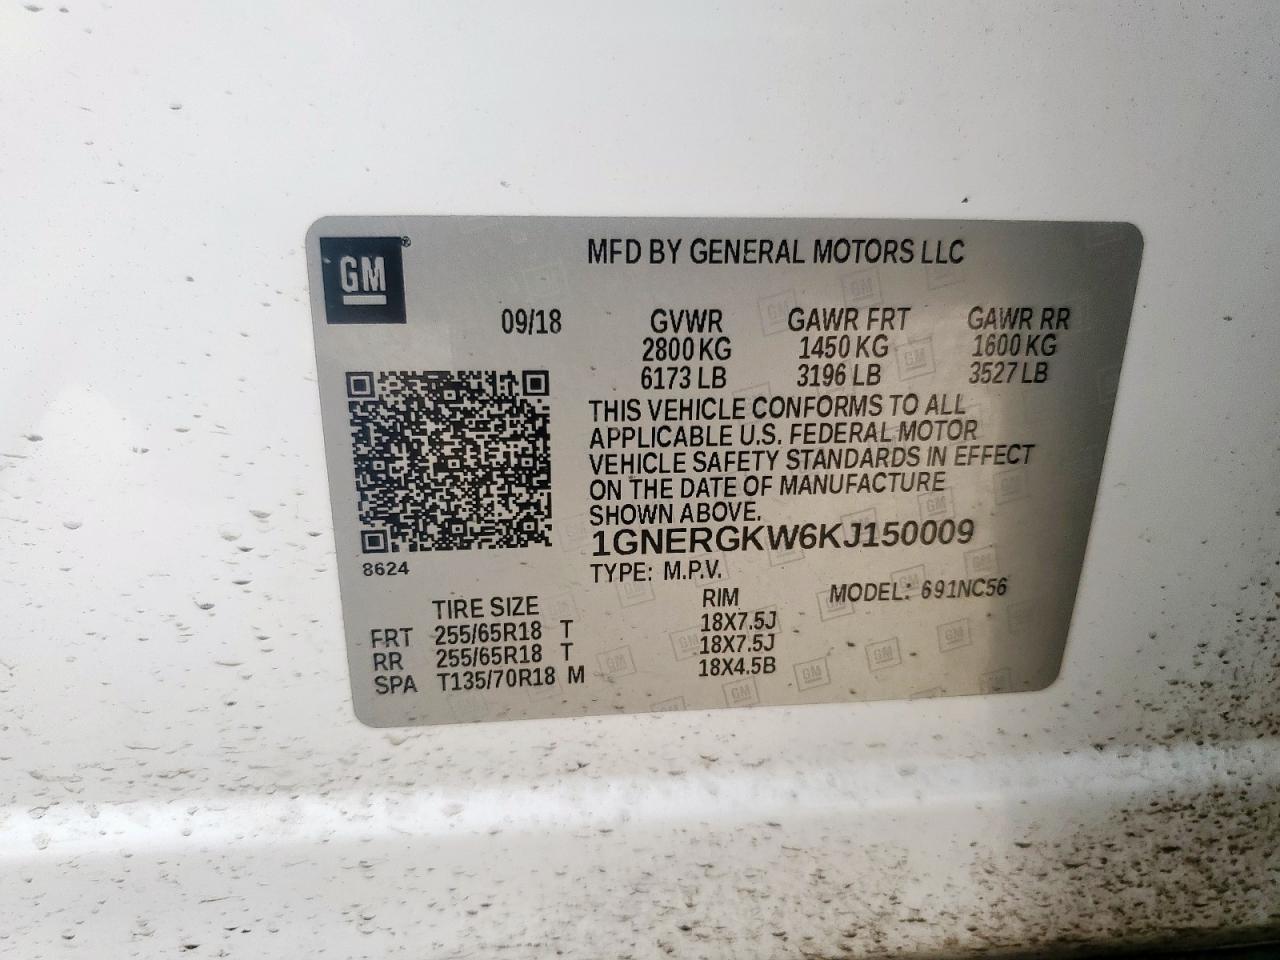 GM®
MFD BY GENERAL MOTORS LLC
09/18 GVWR GAWR FRT GAWR RR
2800 KG 1450 KG 1600 KG
6173 LB 3196 LB 3527 LB
THIS VEHICLE CONFORMS TO ALL
APPLICABLE U.S. FEDERAL MOTOR
VEHICLE SAFETY STANDARDS IN EFFECT
ON THE DATE OF MANUFACTURE
SHOWN ABOVE.
1GNERGKW6KJ150009
8624
TYPE: M.P.V.
MODEL: 691NC56
TIRE SIZE RIM
FRT 255/65R18 T 18X7.5J
RR 255/65R18 T 18X7.5J
SPA T135/70R18 M 18X4.5B